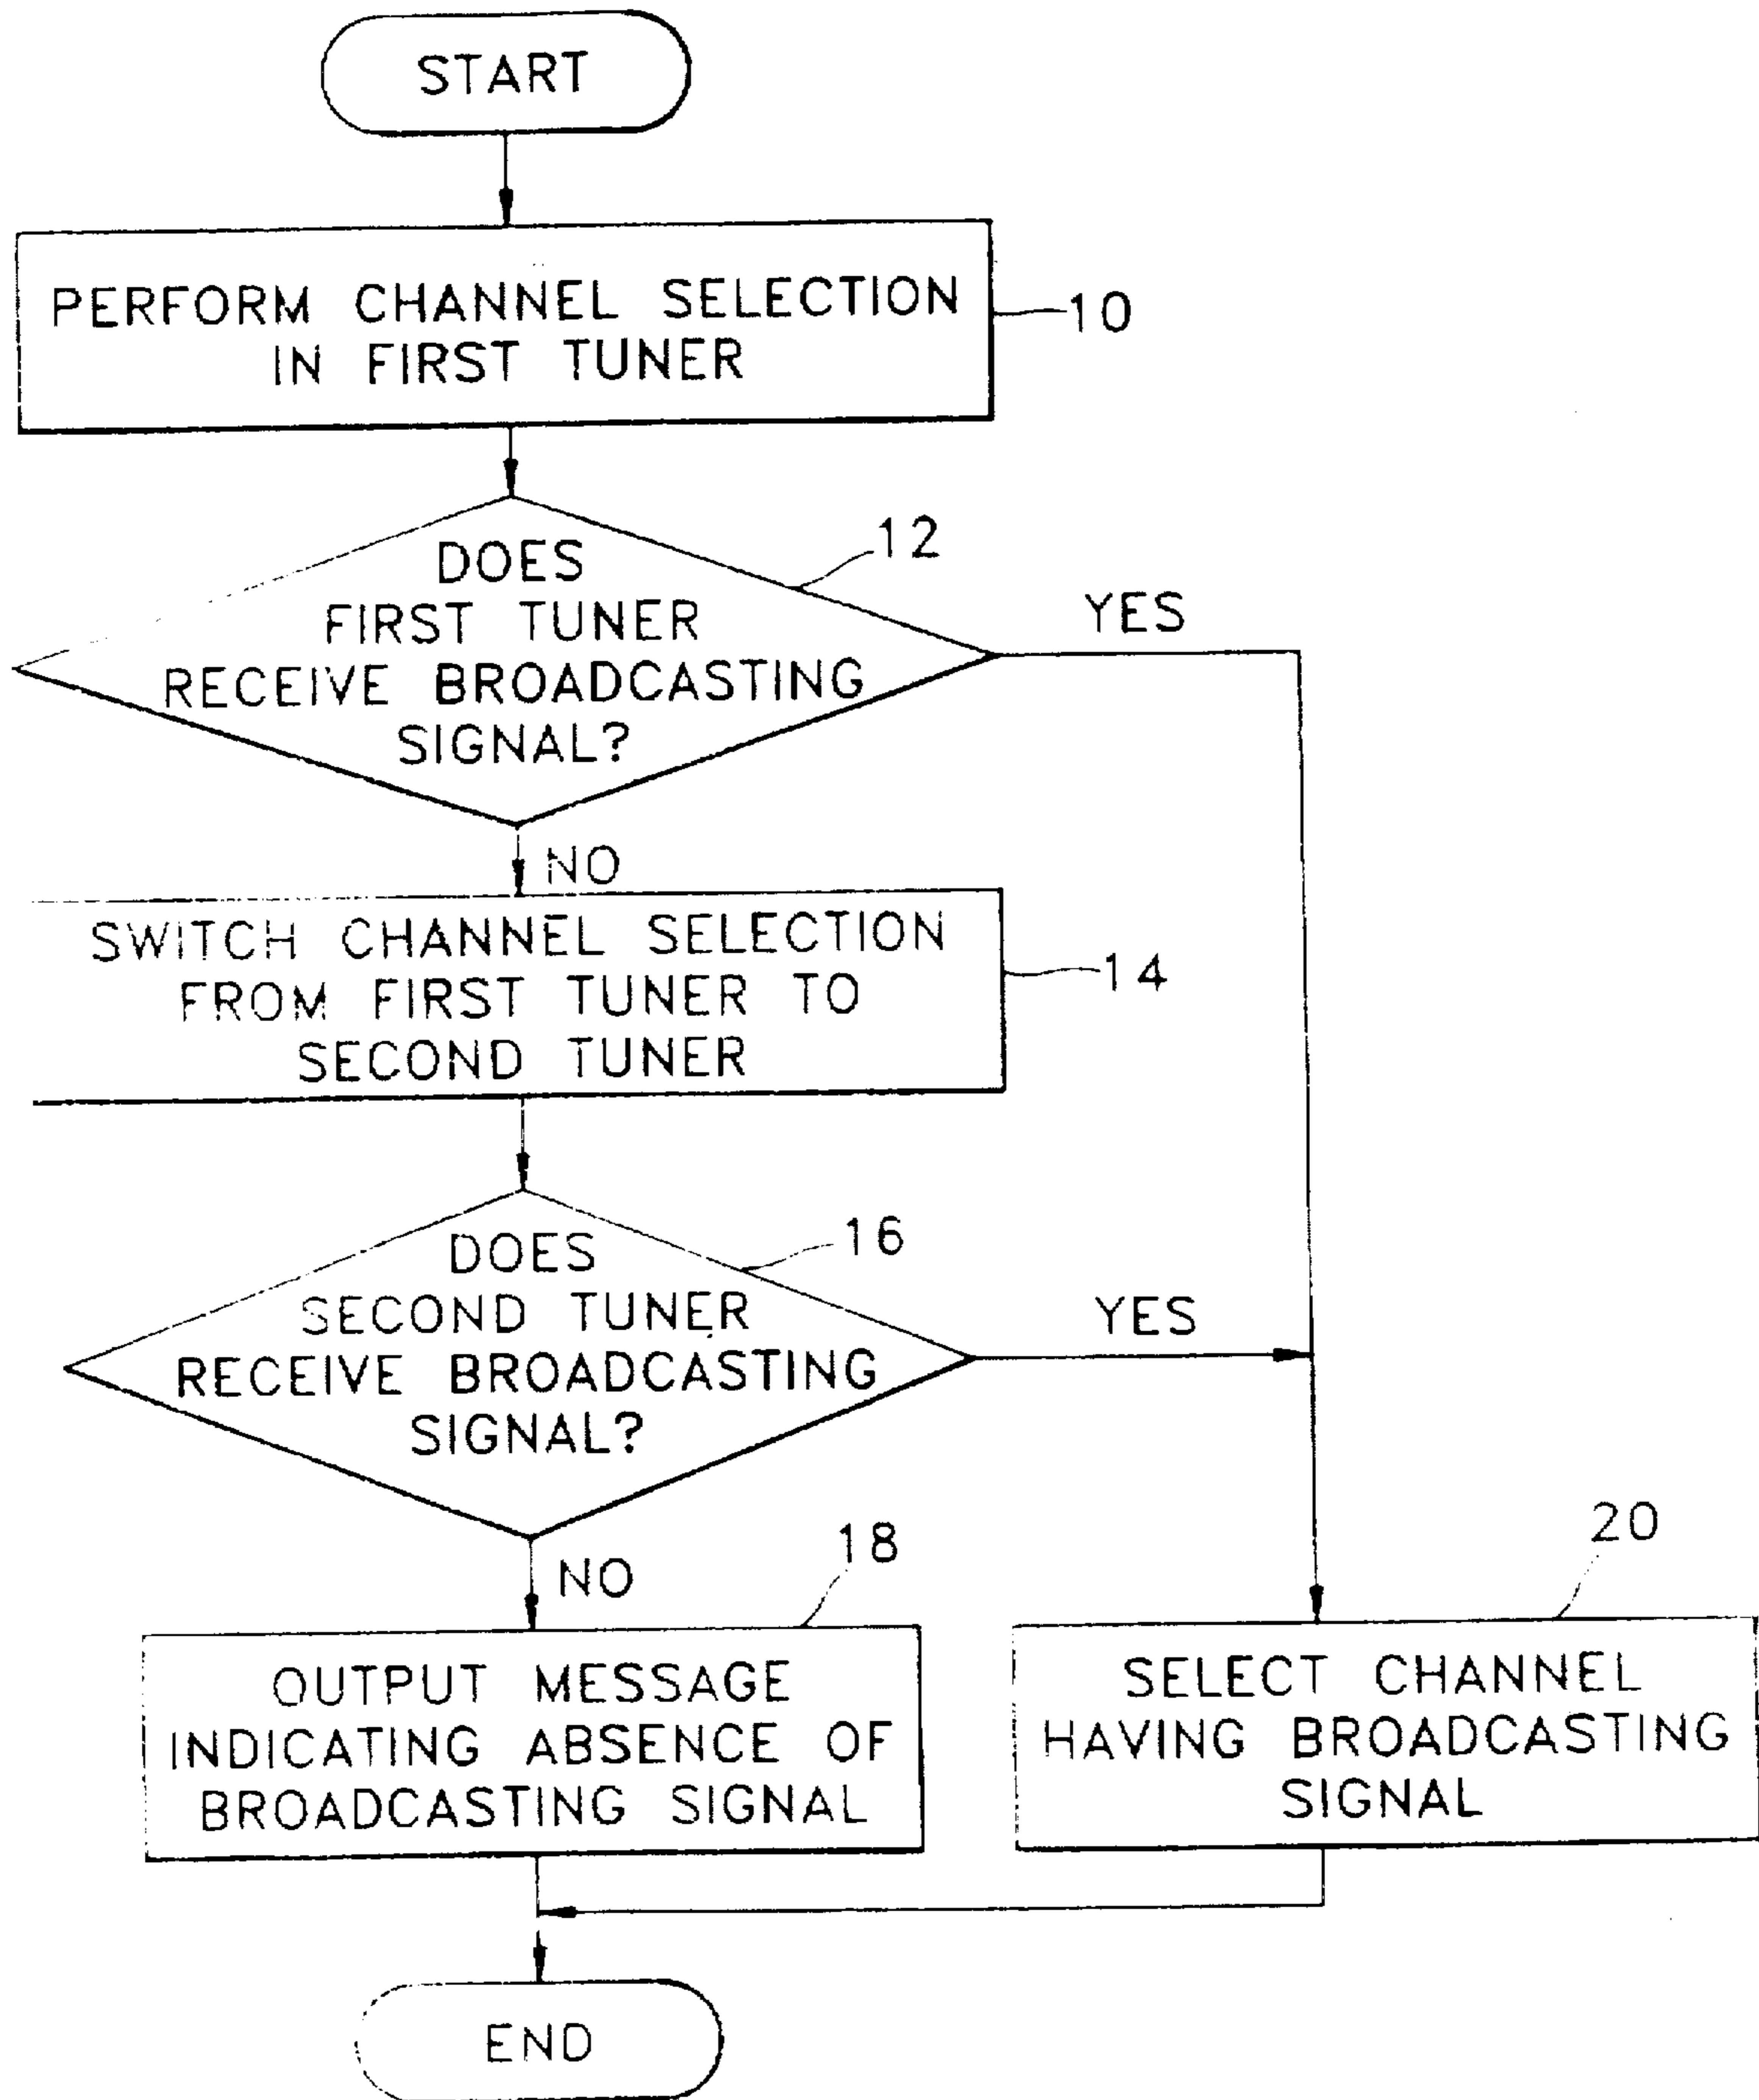 START
PERFORM CHANNEL SELECTION
IN FIRST TUNER
10
DOES
FIRST TUNER
RECEIVE BROADCASTING
SIGNAL?
12
YES
NO
SWITCH CHANNEL SELECTION
FROM FIRST TUNER TO
SECOND TUNER
14
DOES
SECOND TUNER
RECEIVE BROADCASTING
SIGNAL?
16
YES
NO
18
OUTPUT MESSAGE
INDICATING ABSENCE OF
BROADCASTING SIGNAL
20
SELECT CHANNEL
HAVING BROADCASTING
SIGNAL
END